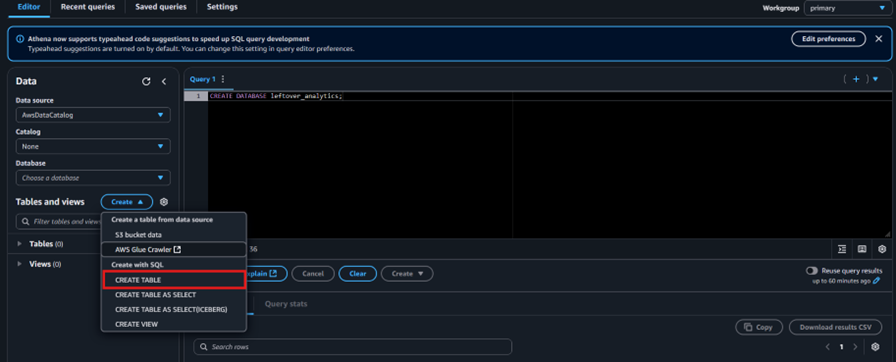 Editor Recent queries Saved queries Settings
Workgroup primary
Athena now supports typeahead code suggestions to speed up SQL query development
Typeahead suggestions are turned on by default. You can change this setting in query editor preferences.
Edit preferences
Data
Data source
AwsDataCatalog
Catalog
None
Database
Choose a database
Tables and views Create
Filter tables and views
Tables (0)
Views (0)
Create a table from data source
S3 bucket data
AWS Glue Crawler
Create with SQL
CREATE TABLE
CREATE TABLE AS SELECT
CREATE TABLE AS SELECT(ICEBERG)
CREATE VIEW
Query 1
1 CREATE DATABASE leftover_analytics;
36
xplain Cancel Clear Create
Reuse query results
up to 60 minutes ago
Query stats
Copy Download results CSV
Search rows
1